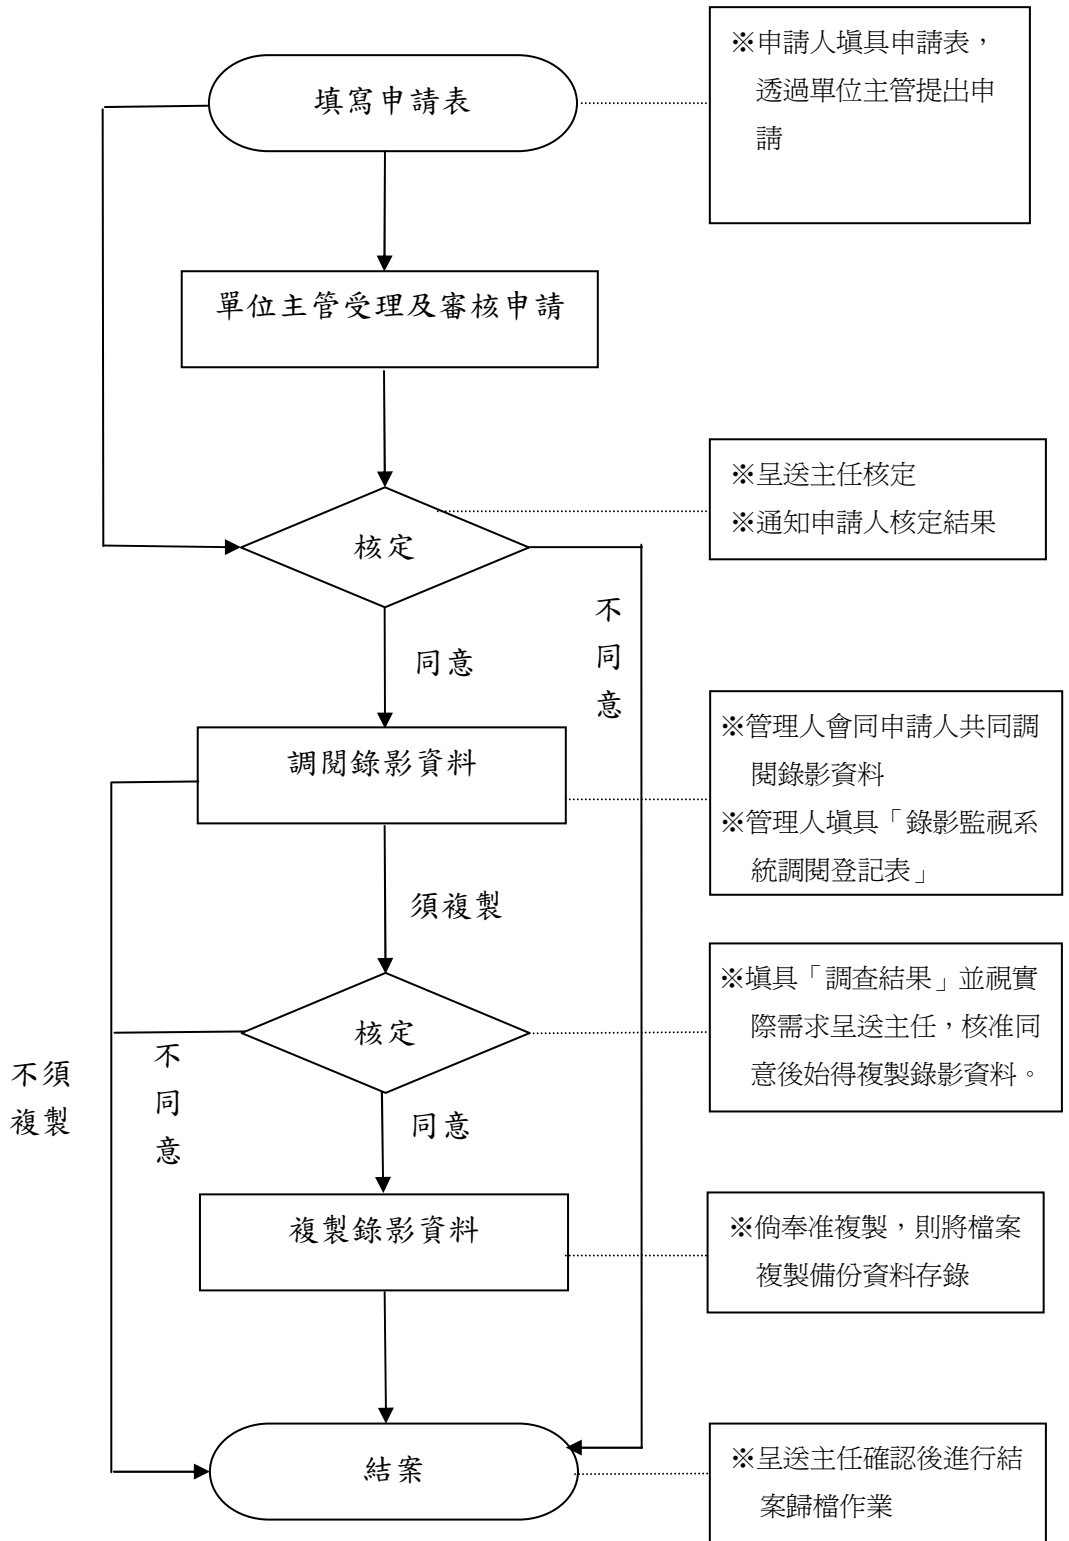 填寫申請表
※申請人填具申請表，
透過單位主管提出申
請
單位主管受理及審核申請
※呈送主任核定
※通知申請人核定結果
核定
不
同
意
同意
※管理人會同申請人共同調
閱錄影資料
※管理人填具「錄影監視系
統調閱登記表」
調閱錄影資料
須複製
※填具「調查結果」並視實
際需求呈送主任，核准同
意後始得複製錄影資料。
核定
不須
複製
不
同
意
同意
複製錄影資料
※倘奉准複製，則將檔案
複製備份資料存錄
結案
※呈送主任確認後進行結
案歸檔作業